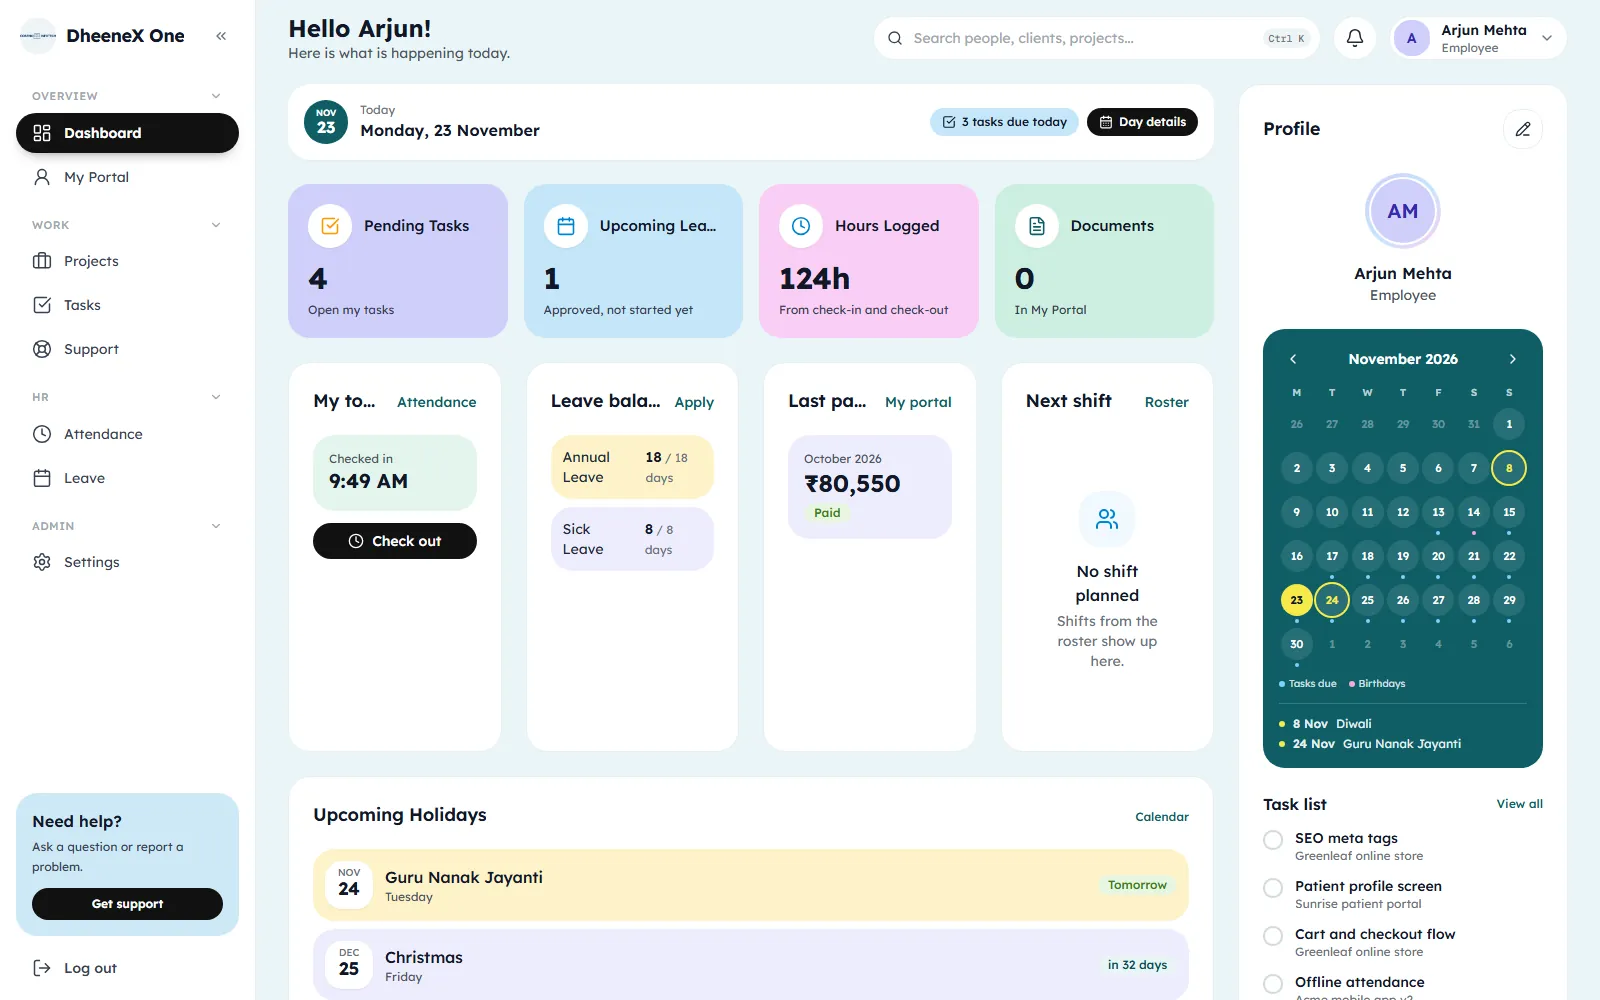 DheeneX One
OVERVIEW
Dashboard
My Portal
WORK
Projects
Tasks
Support
HR
Attendance
Leave
ADMIN
Settings
Need help?
Ask a question or report a
problem.
Get support
Log out
Hello Arjun!
Here is what is happening today.
Search people, clients, projects...
Ctrl K
A
Arjun Mehta
Employee
NOV
23
Today
Monday, 23 November
3 tasks due today
Day details
Pending Tasks
4
Open my tasks
Upcoming Lea...
1
Approved, not started yet
Hours Logged
124h
From check-in and check-out
Documents
0
In My Portal
My to... Attendance
Checked in
9:49 AM
Check out
Leave bala... Apply
Annual Leave 18 / 18 days
Sick Leave 8 / 8 days
Last pa... My portal
October 2026
₹80,550
Paid
Next shift Roster
No shift
planned
Shifts from the
roster show up
here.
Upcoming Holidays Calendar
NOV
24
Guru Nanak Jayanti
Tuesday
Tomorrow
DEC
25
Christmas
Friday
in 32 days
Profile
AM
Arjun Mehta
Employee
November 2026
M T W T F S S
26 27 28 29 30 31 1
2 3 4 5 6 7 8
9 10 11 12 13 14 15
16 17 18 19 20 21 22
23 24 25 26 27 28 29
30 1 2 3 4 5 6
Tasks due Birthdays
8 Nov Diwali
24 Nov Guru Nanak Jayanti
Task list View all
SEO meta tags
Greenleaf online store
Patient profile screen
Sunrise patient portal
Cart and checkout flow
Greenleaf online store
Offline attendance
Acme mobile app v2